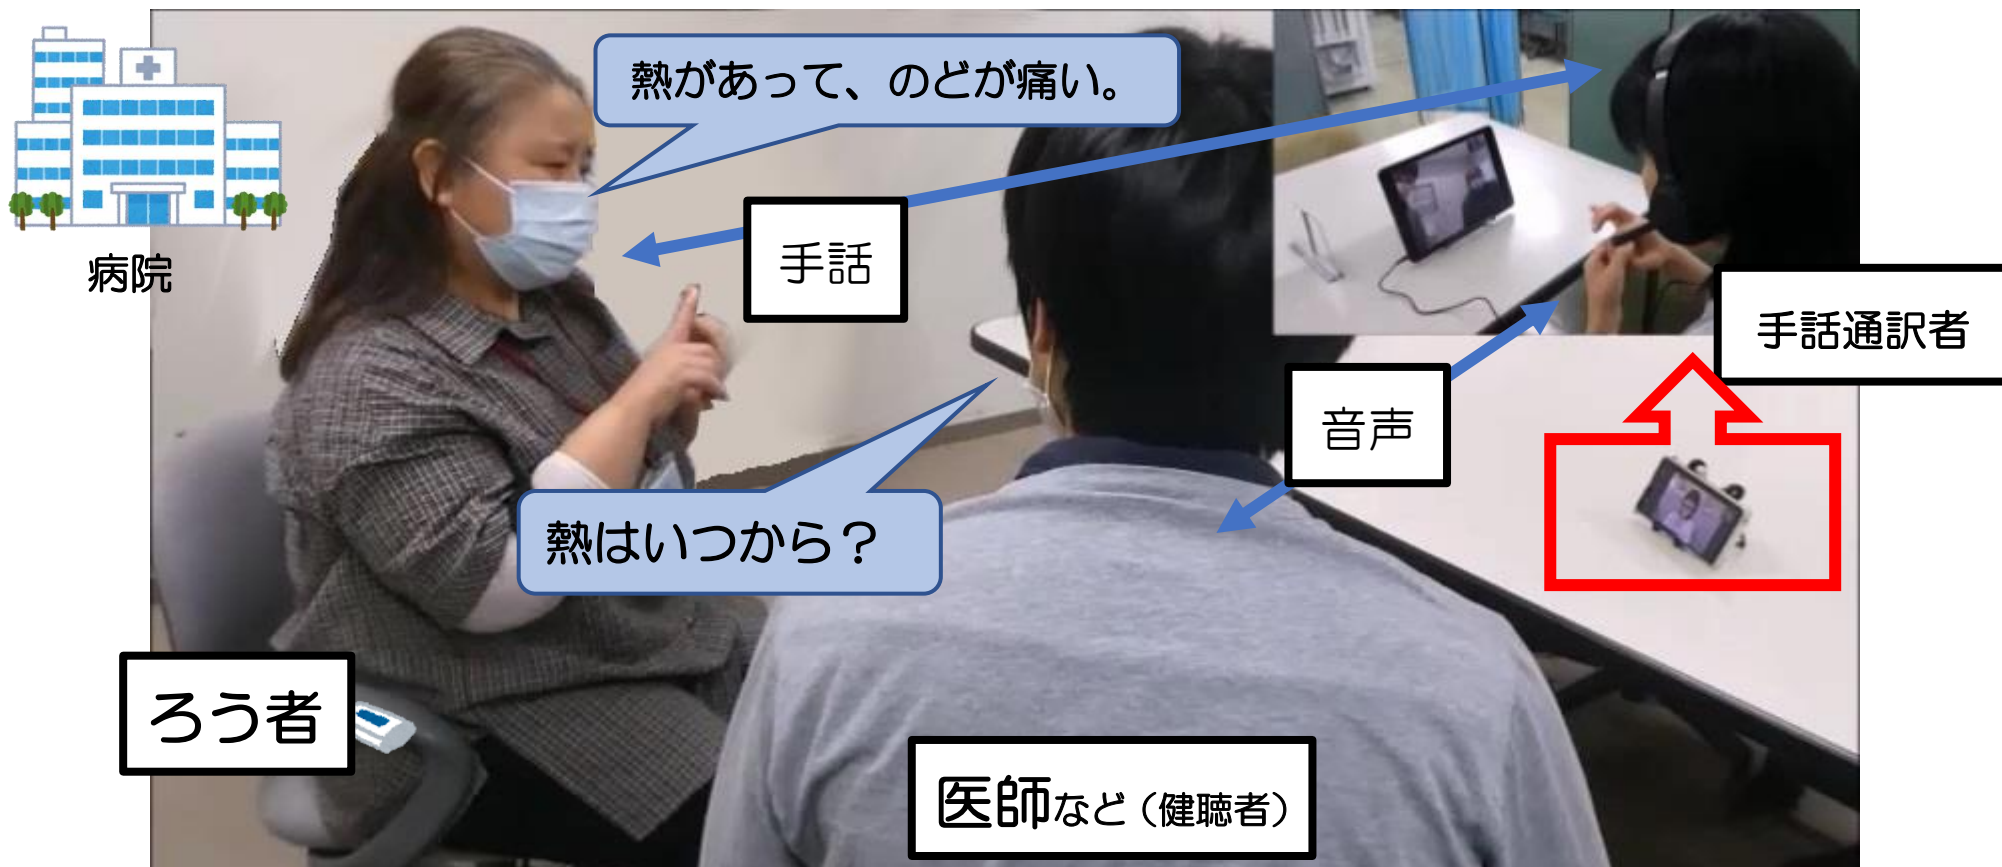 熱があって、のどが痛い。
病院
手話
手話通訳者
音声
熱はいつから？
ろう者
医師など（健聴者）